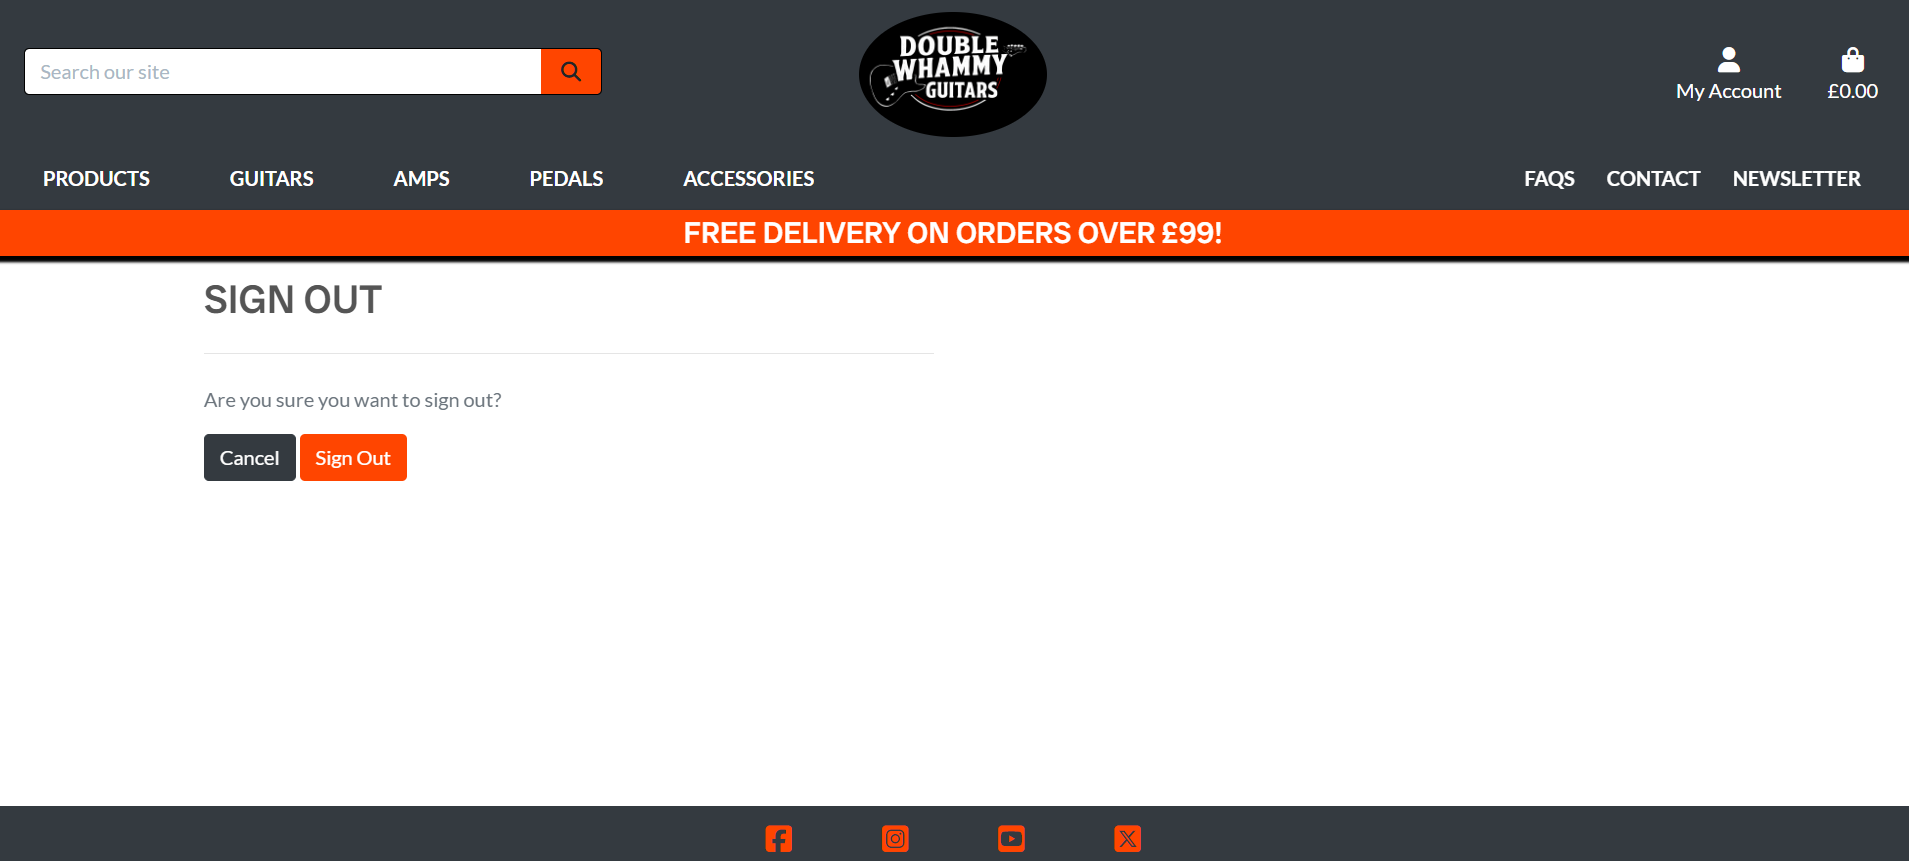 Search our site
DOUBLE
WHAMMY
GUITARS
My Account
£0.00
PRODUCTS
GUITARS
AMPS
PEDALS
ACCESSORIES
FAQS
CONTACT
NEWSLETTER
FREE DELIVERY ON ORDERS OVER £99!
SIGN OUT
Are you sure you want to sign out?
Cancel
Sign Out